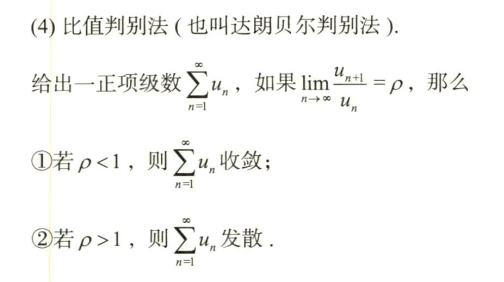 (4) 比值判别法 ( 也叫达朗贝尔判别法 ).
给出一正项级数 $\sum_{n=1}^{\infty} u_n$ , 如果 $\lim_{n \to \infty} \frac{u_{n+1}}{u_n} = \rho$ , 那么
①若 $\rho < 1$ , 则 $\sum_{n=1}^{\infty} u_n$ 收敛;
②若 $\rho > 1$ , 则 $\sum_{n=1}^{\infty} u_n$ 发散 .